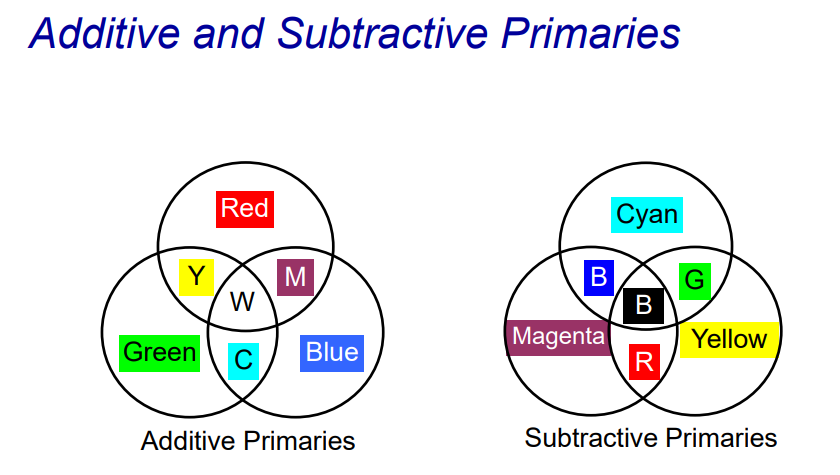 Additive and Subtractive Primaries
Red
Y
M
W
Green
C
Blue
Additive Primaries
Cyan
B
G
B
Magenta
Yellow
R
Subtractive Primaries